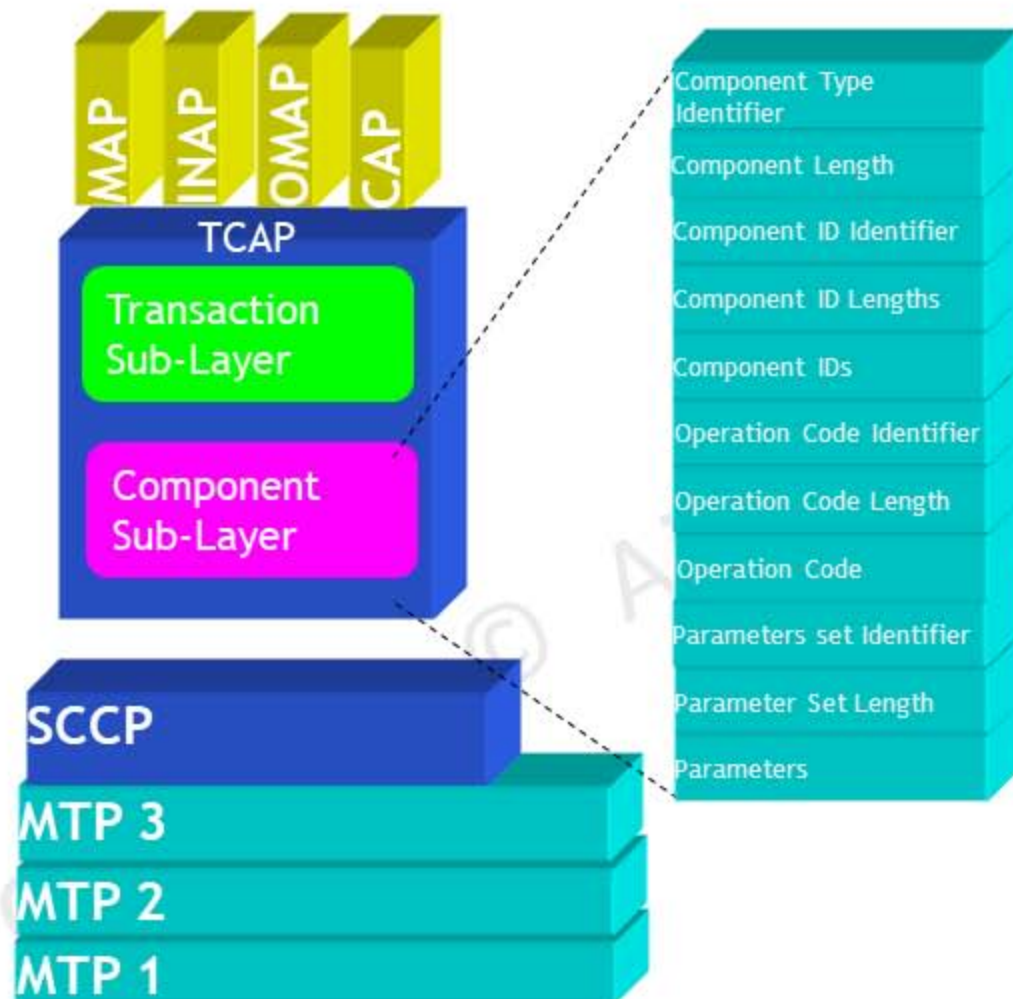 MAP
INAP
OMAP
CAP
TCAP
Transaction
Sub-Layer
Component
Sub-Layer
SCCP
MTP 3
MTP 2
MTP 1
Component Type
Identifier
Component Length
Component ID Identifier
Component ID Lengths
Component IDs
Operation Code Identifier
Operation Code Length
Operation Code
Parameters set Identifier
Parameter Set Length
Parameters
©